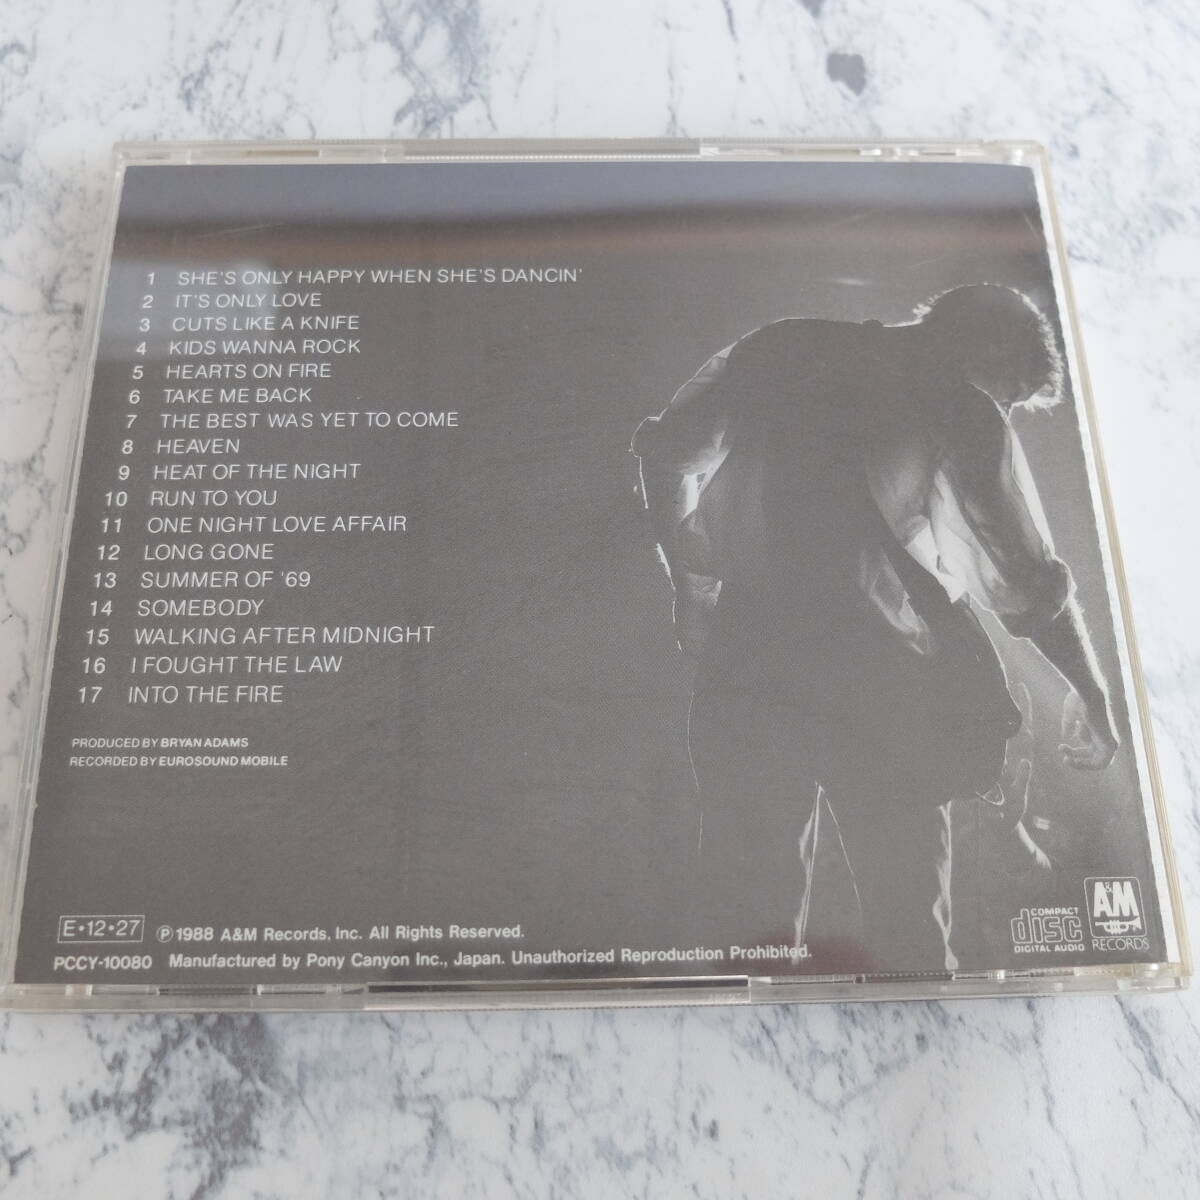 1 SHE'S ONLY HAPPY WHEN SHE'S DANCIN'
2 IT'S ONLY LOVE
3 CUTS LIKE A KNIFE
4 KIDS WANNA ROCK
5 HEARTS ON FIRE
6 TAKE ME BACK
7 THE BEST WAS YET TO COME
8 HEAVEN
9 HEAT OF THE NIGHT
10 RUN TO YOU
11 ONE NIGHT LOVE AFFAIR
12 LONG GONE
13 SUMMER OF '69
14 SOMEBODY
15 WALKING AFTER MIDNIGHT
16 I FOUGHT THE LAW
17 INTO THE FIRE
PRODUCED BY BRYAN ADAMS
RECORDED BY EUROSOUND MOBILE
E•12•27 ℗1988 A&M Records, Inc. All Rights Reserved.
PCCY-10080 Manufactured by Pony Canyon Inc., Japan. Unauthorized Reproduction Prohibited.
COMPACT
disc
DIGITAL AUDIO
A&M
RECORDS